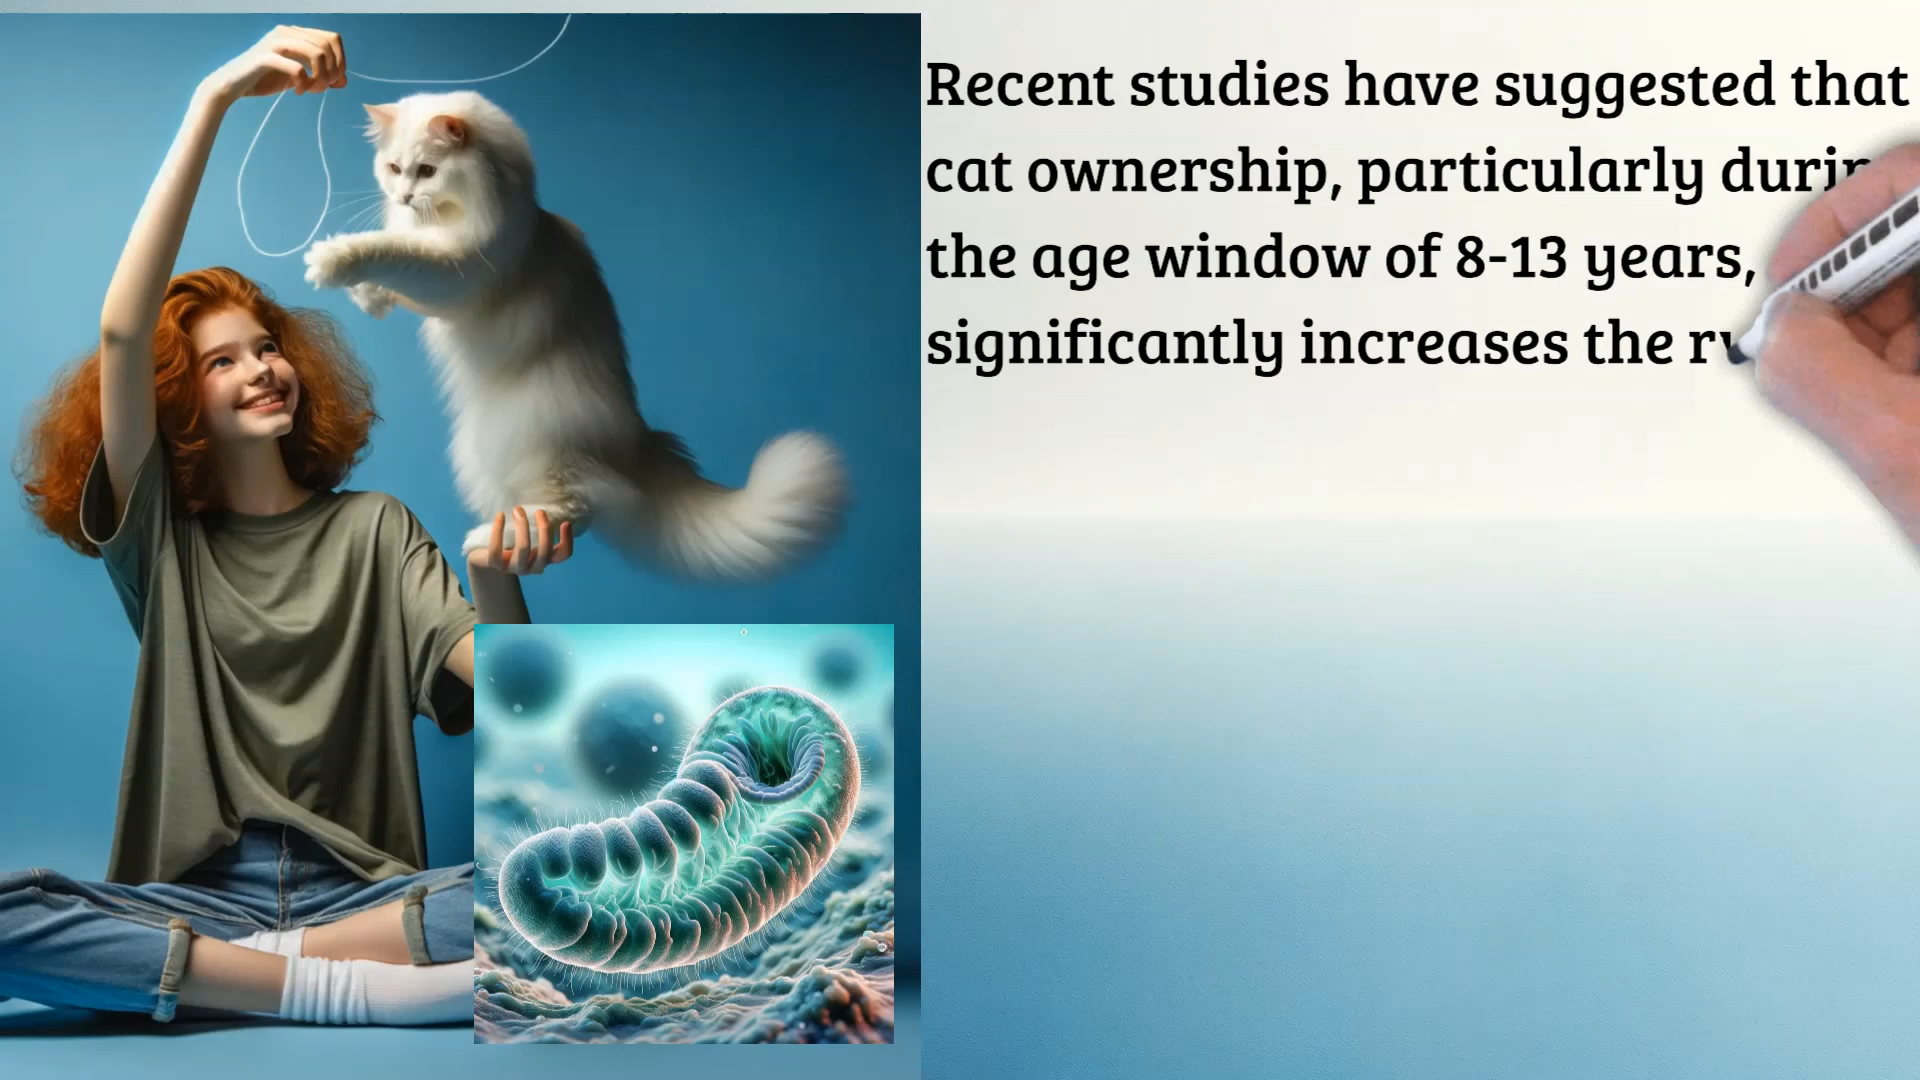 Recent studies have suggested that
cat ownership, particularly
the age window of 8-13 years,
significantly increases the